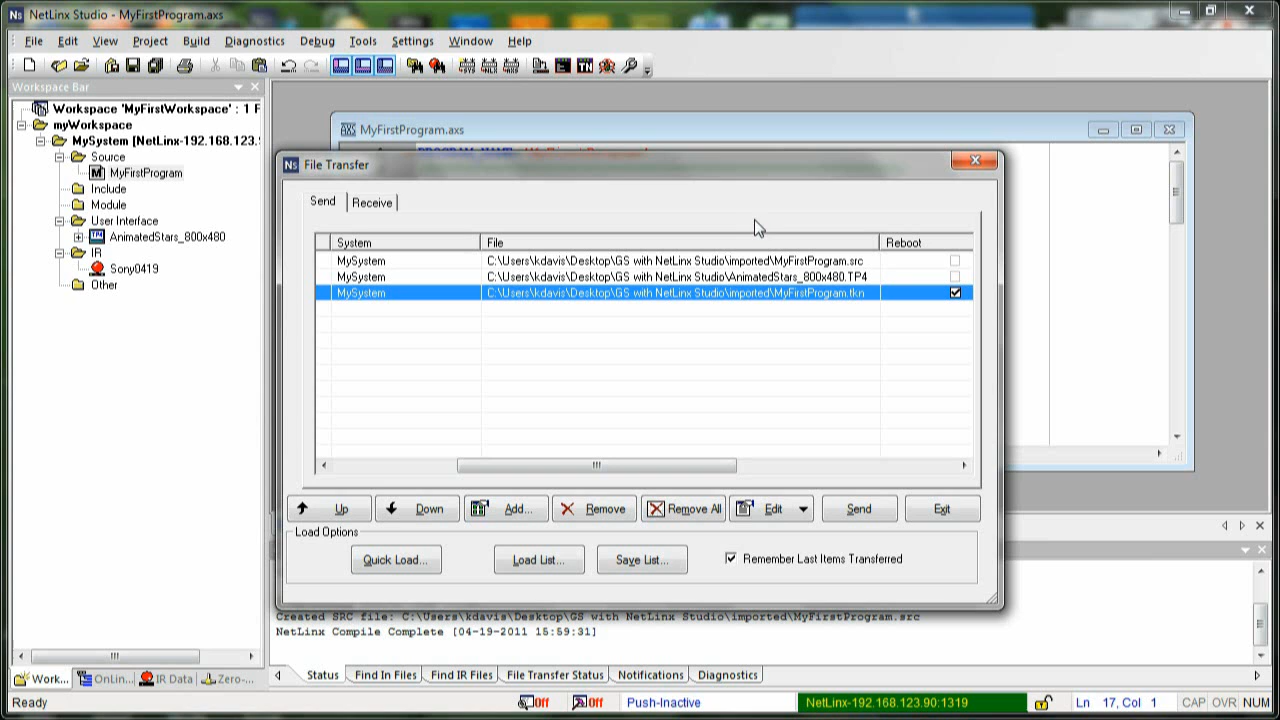 NetLinx Studio - MyFirstProgram.axs
File Edit View Project Build Diagnostics Debug Tools Settings Window Help
Workspace Bar
Workspace 'MyFirstWorkspace' : 1 F
myWorkspace
MySystem [NetLinx-192.168.123.
Source
MyFirstProgram
Include
Module
User Interface
AnimatedStars_800x480
IR
Sony0419
Other
MyFirstProgram.axs
File Transfer
Send Receive
System File Reboot
MySystem C:\Users\kdavis\Desktop\GS with NetLinx Studio\imported\MyFirstProgram.src
MySystem C:\Users\kdavis\Desktop\GS with NetLinx Studio\AnimatedStars_800x480.TP4
MySystem C:\Users\kdavis\Desktop\GS with NetLinx Studio\imported\MyFirstProgram.tkn
Up Down Add... Remove Remove All Edit Send Exit
Load Options
Quick Load... Load List... Save List... Remember Last Items Transferred
Created SRC file: C:\Users\kdavis\Desktop\GS with NetLinx Studio\imported\MyFirstProgram.src
NetLinx Compile Complete [04-19-2011 15:59:31]
Work... OnLin... IR Data Zero-...
Status Find In Files Find IR Files File Transfer Status Notifications Diagnostics
Ready Off Off Push-Inactive NetLinx-192.168.123.90:1319 Ln 17, Col 1 CAP OVR NUM